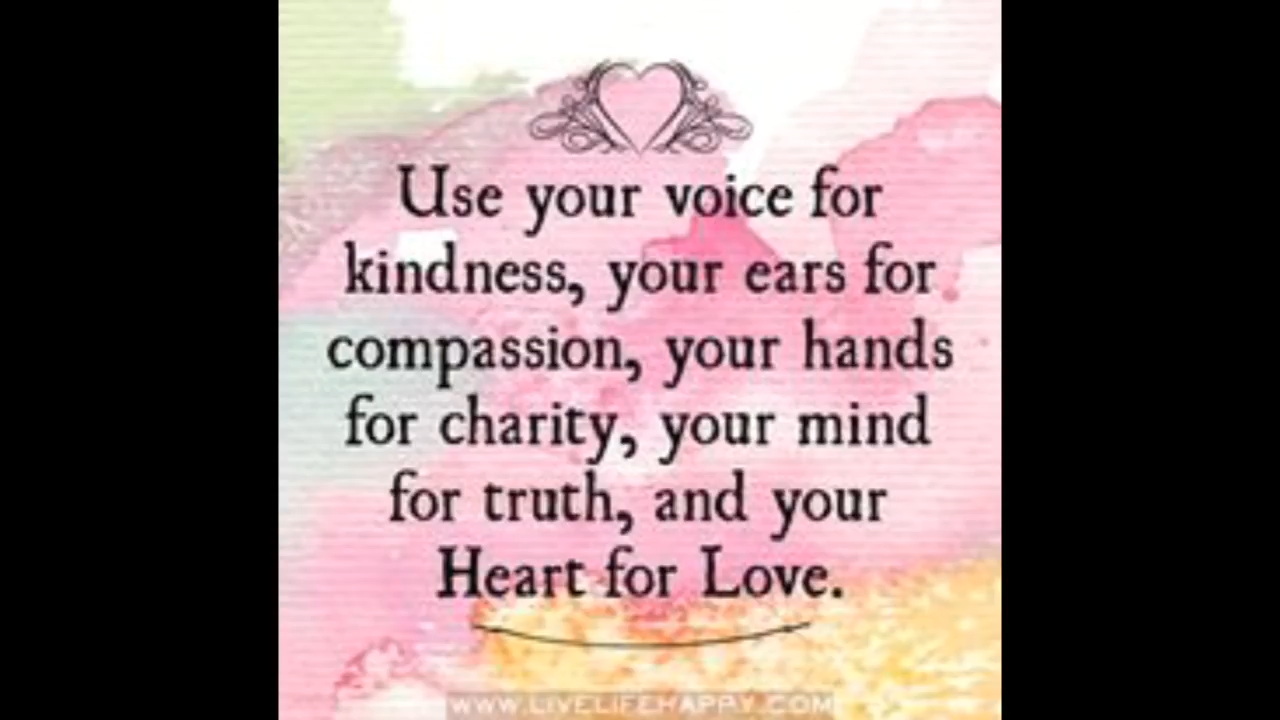 Use your voice for
kindness, your ears for
compassion, your hands
for charity, your mind
for truth, and your
Heart for Love.
WWW.LIVELIFEHAPPY.COM